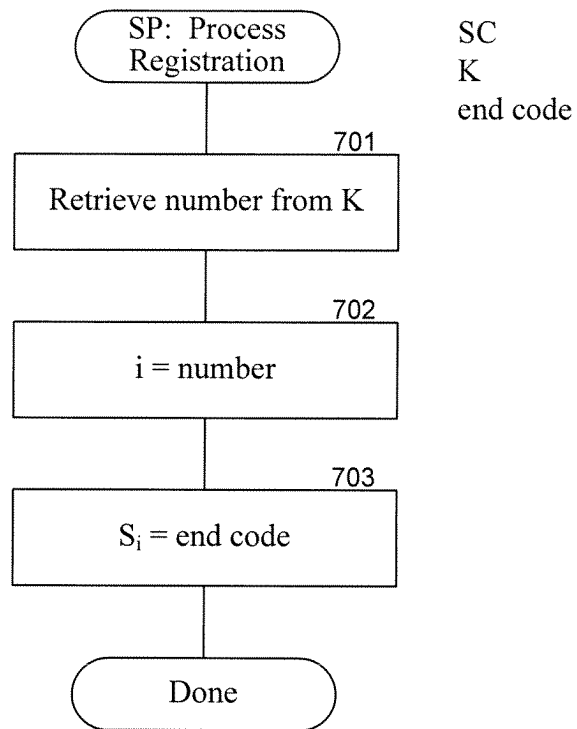 SP: Process
Registration
SC
K
end code
701
Retrieve number from K
702
i = number
703
Sᵢ = end code
Done